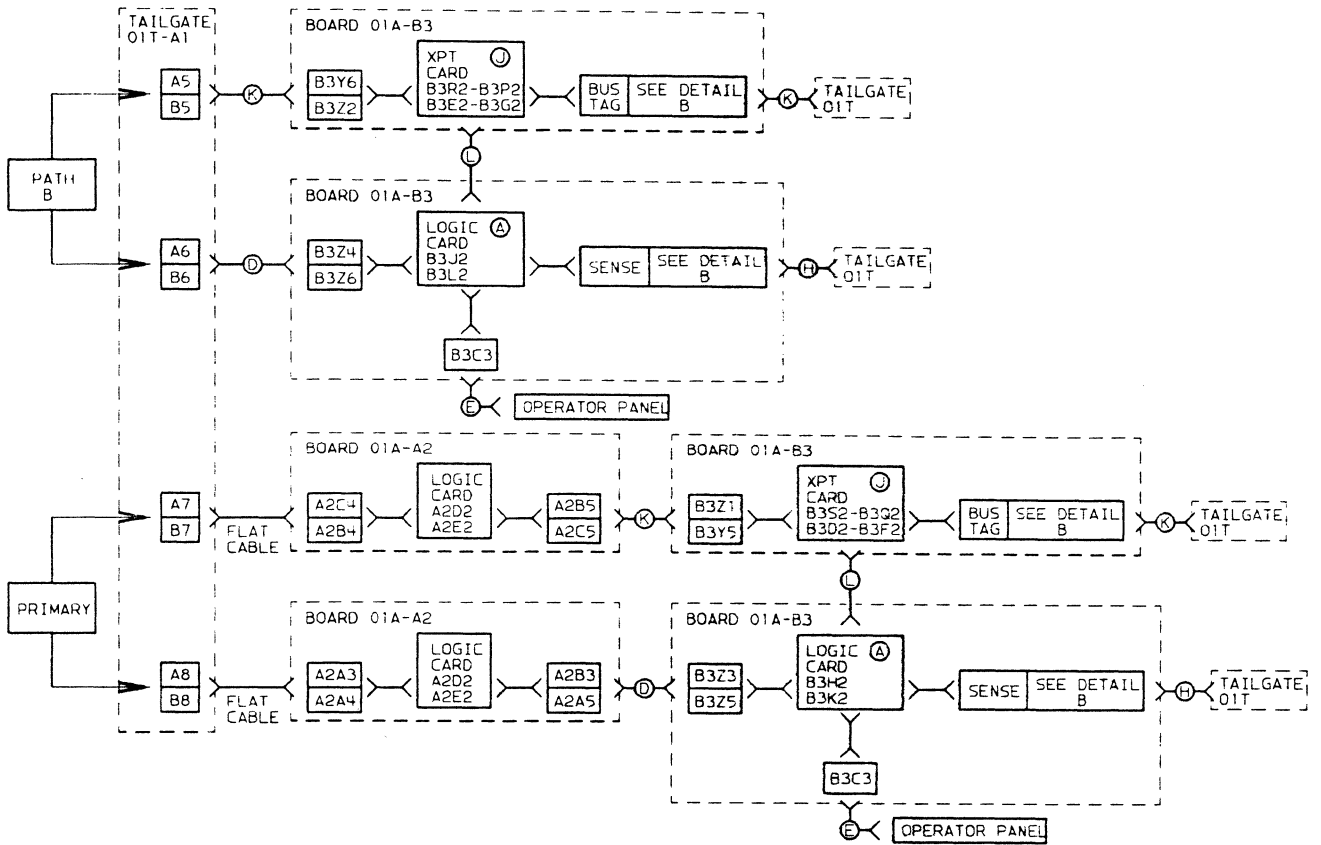 TAILGATE
01T-A1
BOARD 01A-B3
A5
B5
K
B3Y6
B3Z2
XPT J
CARD
B3R2-B3P2
B3E2-B3G2
BUS
TAG
SEE DETAIL
B
K
TAILGATE
01T
L
PATH
B
BOARD 01A-B3
A6
B6
D
B3Z4
B3Z6
LOGIC A
CARD
B3J2
B3L2
SENSE
SEE DETAIL
B
H
TAILGATE
01T
B3C3
E
OPERATOR PANEL
BOARD 01A-A2
A7
B7
FLAT
CABLE
A2C4
A2B4
LOGIC
CARD
A2D2
A2E2
A2B5
A2C5
K
BOARD 01A-B3
B3Z1
B3Y5
XPT J
CARD
B3S2-B3Q2
B3D2-B3F2
BUS
TAG
SEE DETAIL
B
K
TAILGATE
01T
L
PRIMARY
BOARD 01A-A2
A8
B8
FLAT
CABLE
A2A3
A2A4
LOGIC
CARD
A2D2
A2E2
A2B3
A2A5
D
BOARD 01A-B3
B3Z3
B3Z5
LOGIC A
CARD
B3H2
B3K2
SENSE
SEE DETAIL
B
H
TAILGATE
01T
B3C3
E
OPERATOR PANEL